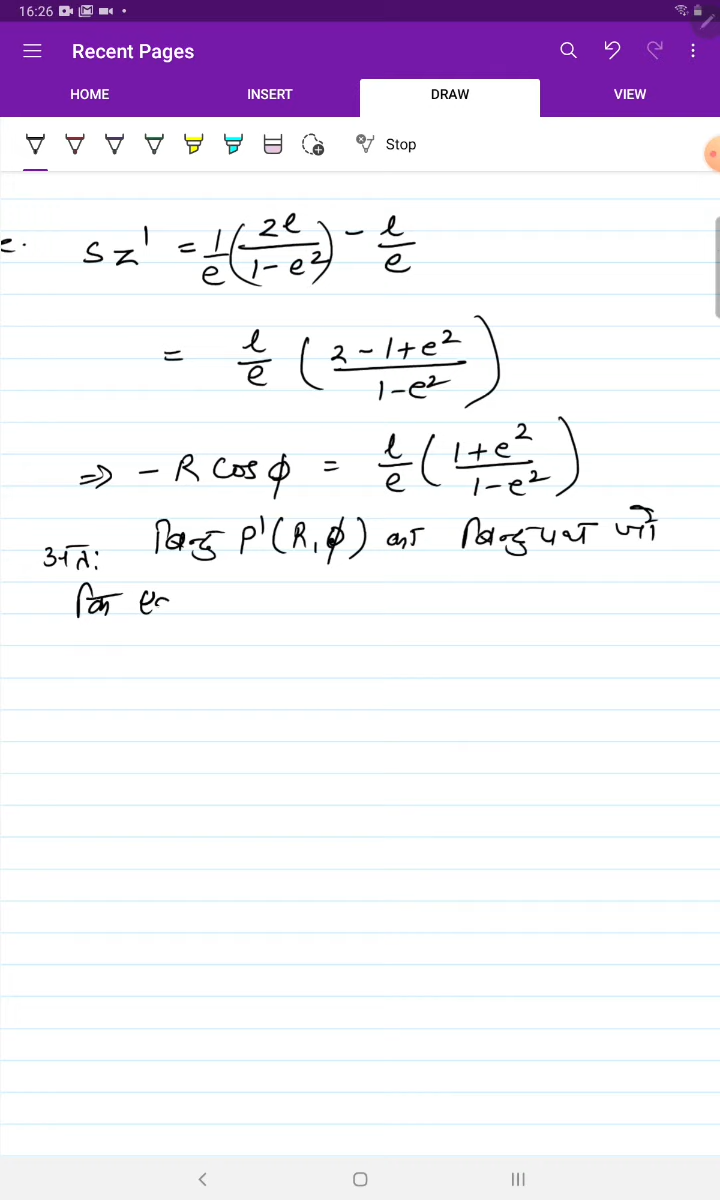 16:26
Recent Pages
HOME INSERT DRAW VIEW
Stop
SZ' = 1/e (2l/(1-e²)) - l/e
= l/e ((2-1+e²)/(1-e²))
⇒ -R cosφ = l/e ((1+e²)/(1-e²))
अतः बिन्दु P'(R,φ) का बिन्दुपथ जो
कि